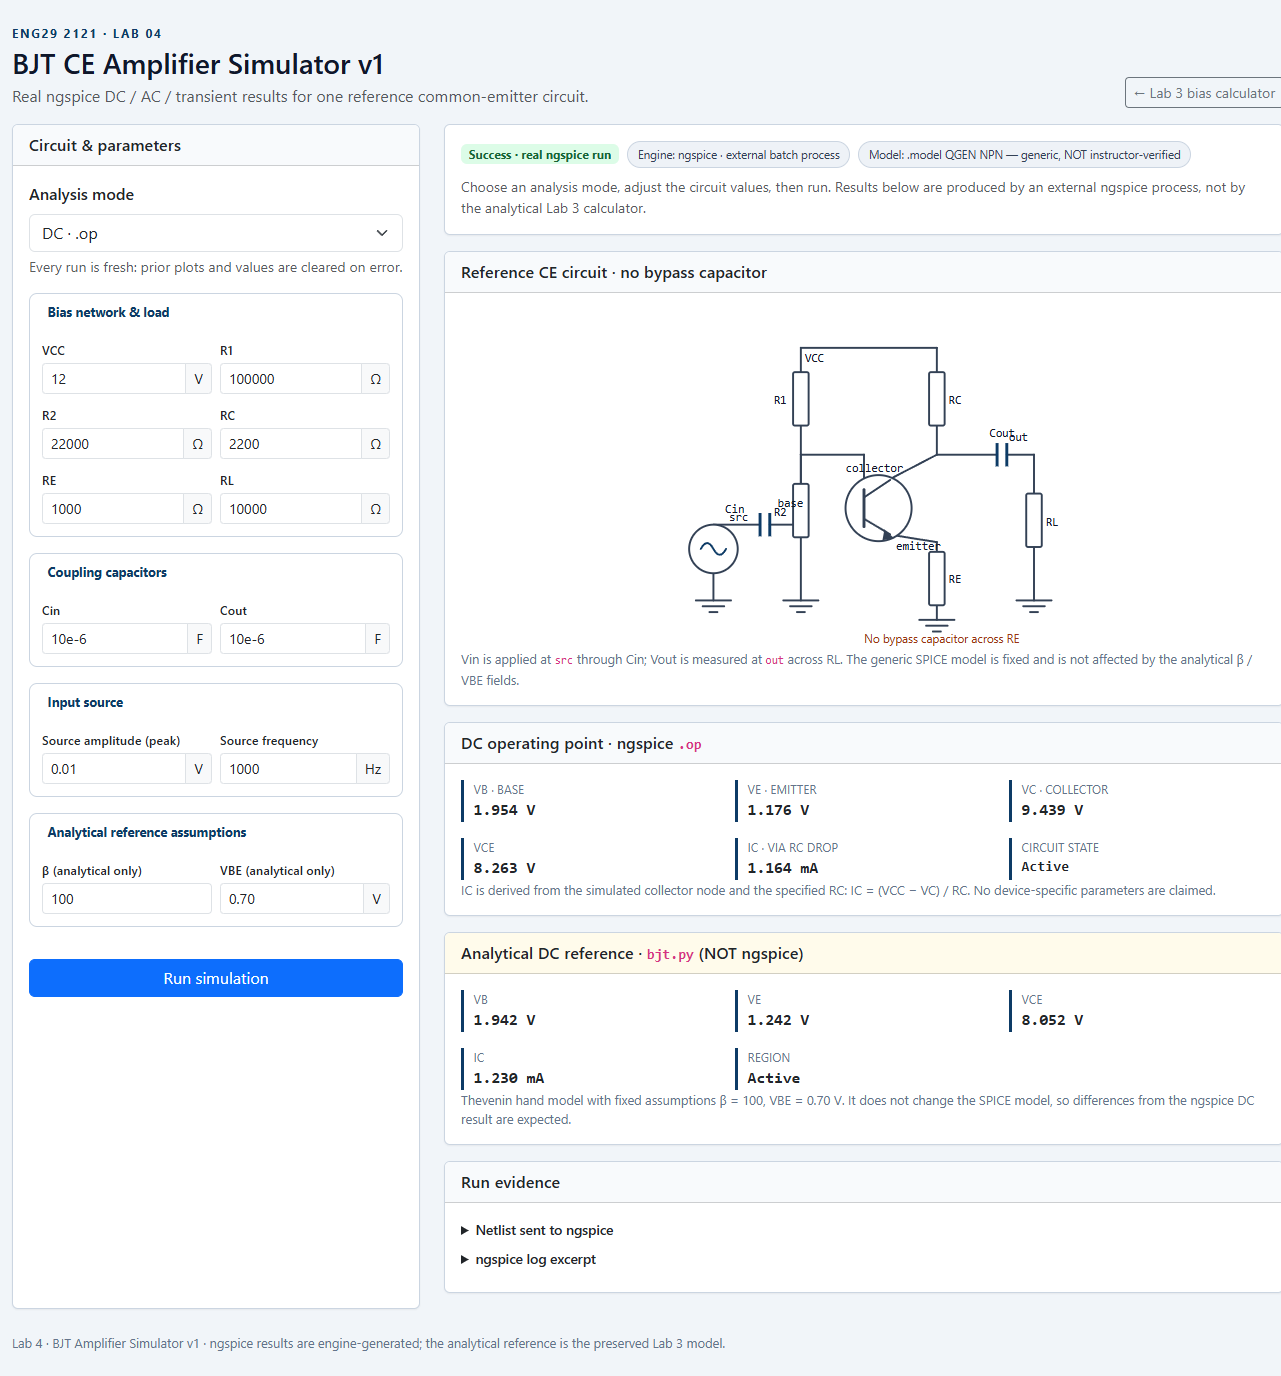 ENG29 2121 · LAB 04
BJT CE Amplifier Simulator v1
Real ngspice DC / AC / transient results for one reference common-emitter circuit.
← Lab 3 bias calculator
Circuit & parameters
Analysis mode
DC · .op
Every run is fresh: prior plots and values are cleared on error.
Bias network & load
VCC
R1
12 V
100000 Ω
R2
RC
22000 Ω
2200 Ω
RE
RL
1000 Ω
10000 Ω
Coupling capacitors
Cin
Cout
10e-6 F
10e-6 F
Input source
Source amplitude (peak)
Source frequency
0.01 V
1000 Hz
Analytical reference assumptions
β (analytical only)
VBE (analytical only)
100
0.70 V
Run simulation
Success · real ngspice run
Engine: ngspice · external batch process
Model: .model QGEN NPN — generic, NOT instructor-verified
Choose an analysis mode, adjust the circuit values, then run. Results below are produced by an external ngspice process, not by
the analytical Lab 3 calculator.
Reference CE circuit · no bypass capacitor
VCC
R1
RC
Cout
out
collector
base
Cin
R2
src
RL
emitter
RE
No bypass capacitor across RE
Vin is applied at src through Cin; Vout is measured at out across RL. The generic SPICE model is fixed and is not affected by the analytical β /
VBE fields.
DC operating point · ngspice .op
VB · BASE
1.954 V
VE · EMITTER
1.176 V
VC · COLLECTOR
9.439 V
VCE
8.263 V
IC · VIA RC DROP
1.164 mA
CIRCUIT STATE
Active
IC is derived from the simulated collector node and the specified RC: IC = (VCC − VC) / RC. No device-specific parameters are claimed.
Analytical DC reference · bjt.py (NOT ngspice)
VB
1.942 V
VE
1.242 V
VCE
8.052 V
IC
1.230 mA
REGION
Active
Thevenin hand model with fixed assumptions β = 100, VBE = 0.70 V. It does not change the SPICE model, so differences from the ngspice DC
result are expected.
Run evidence
▶ Netlist sent to ngspice
▶ ngspice log excerpt
Lab 4 · BJT Amplifier Simulator v1 · ngspice results are engine-generated; the analytical reference is the preserved Lab 3 model.